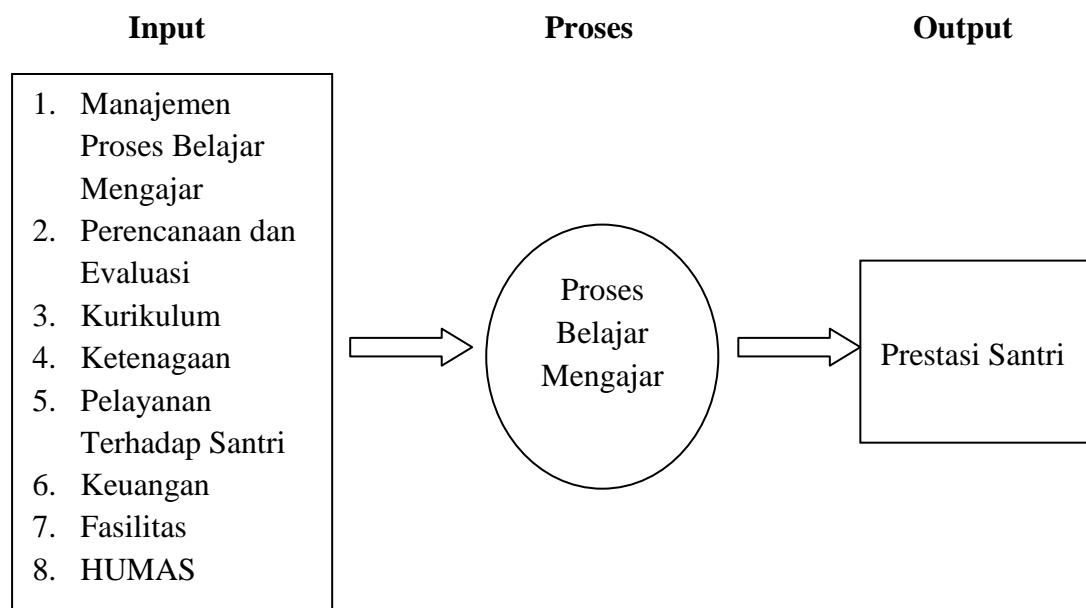 Input Proses Output
1. Manajemen
Proses Belajar
Mengajar
2. Perencanaan dan
Evaluasi
3. Kurikulum
4. Ketenagaan
5. Pelayanan
Terhadap Santri
6. Keuangan
7. Fasilitas
8. HUMAS
Proses
Belajar
Mengajar
Prestasi Santri